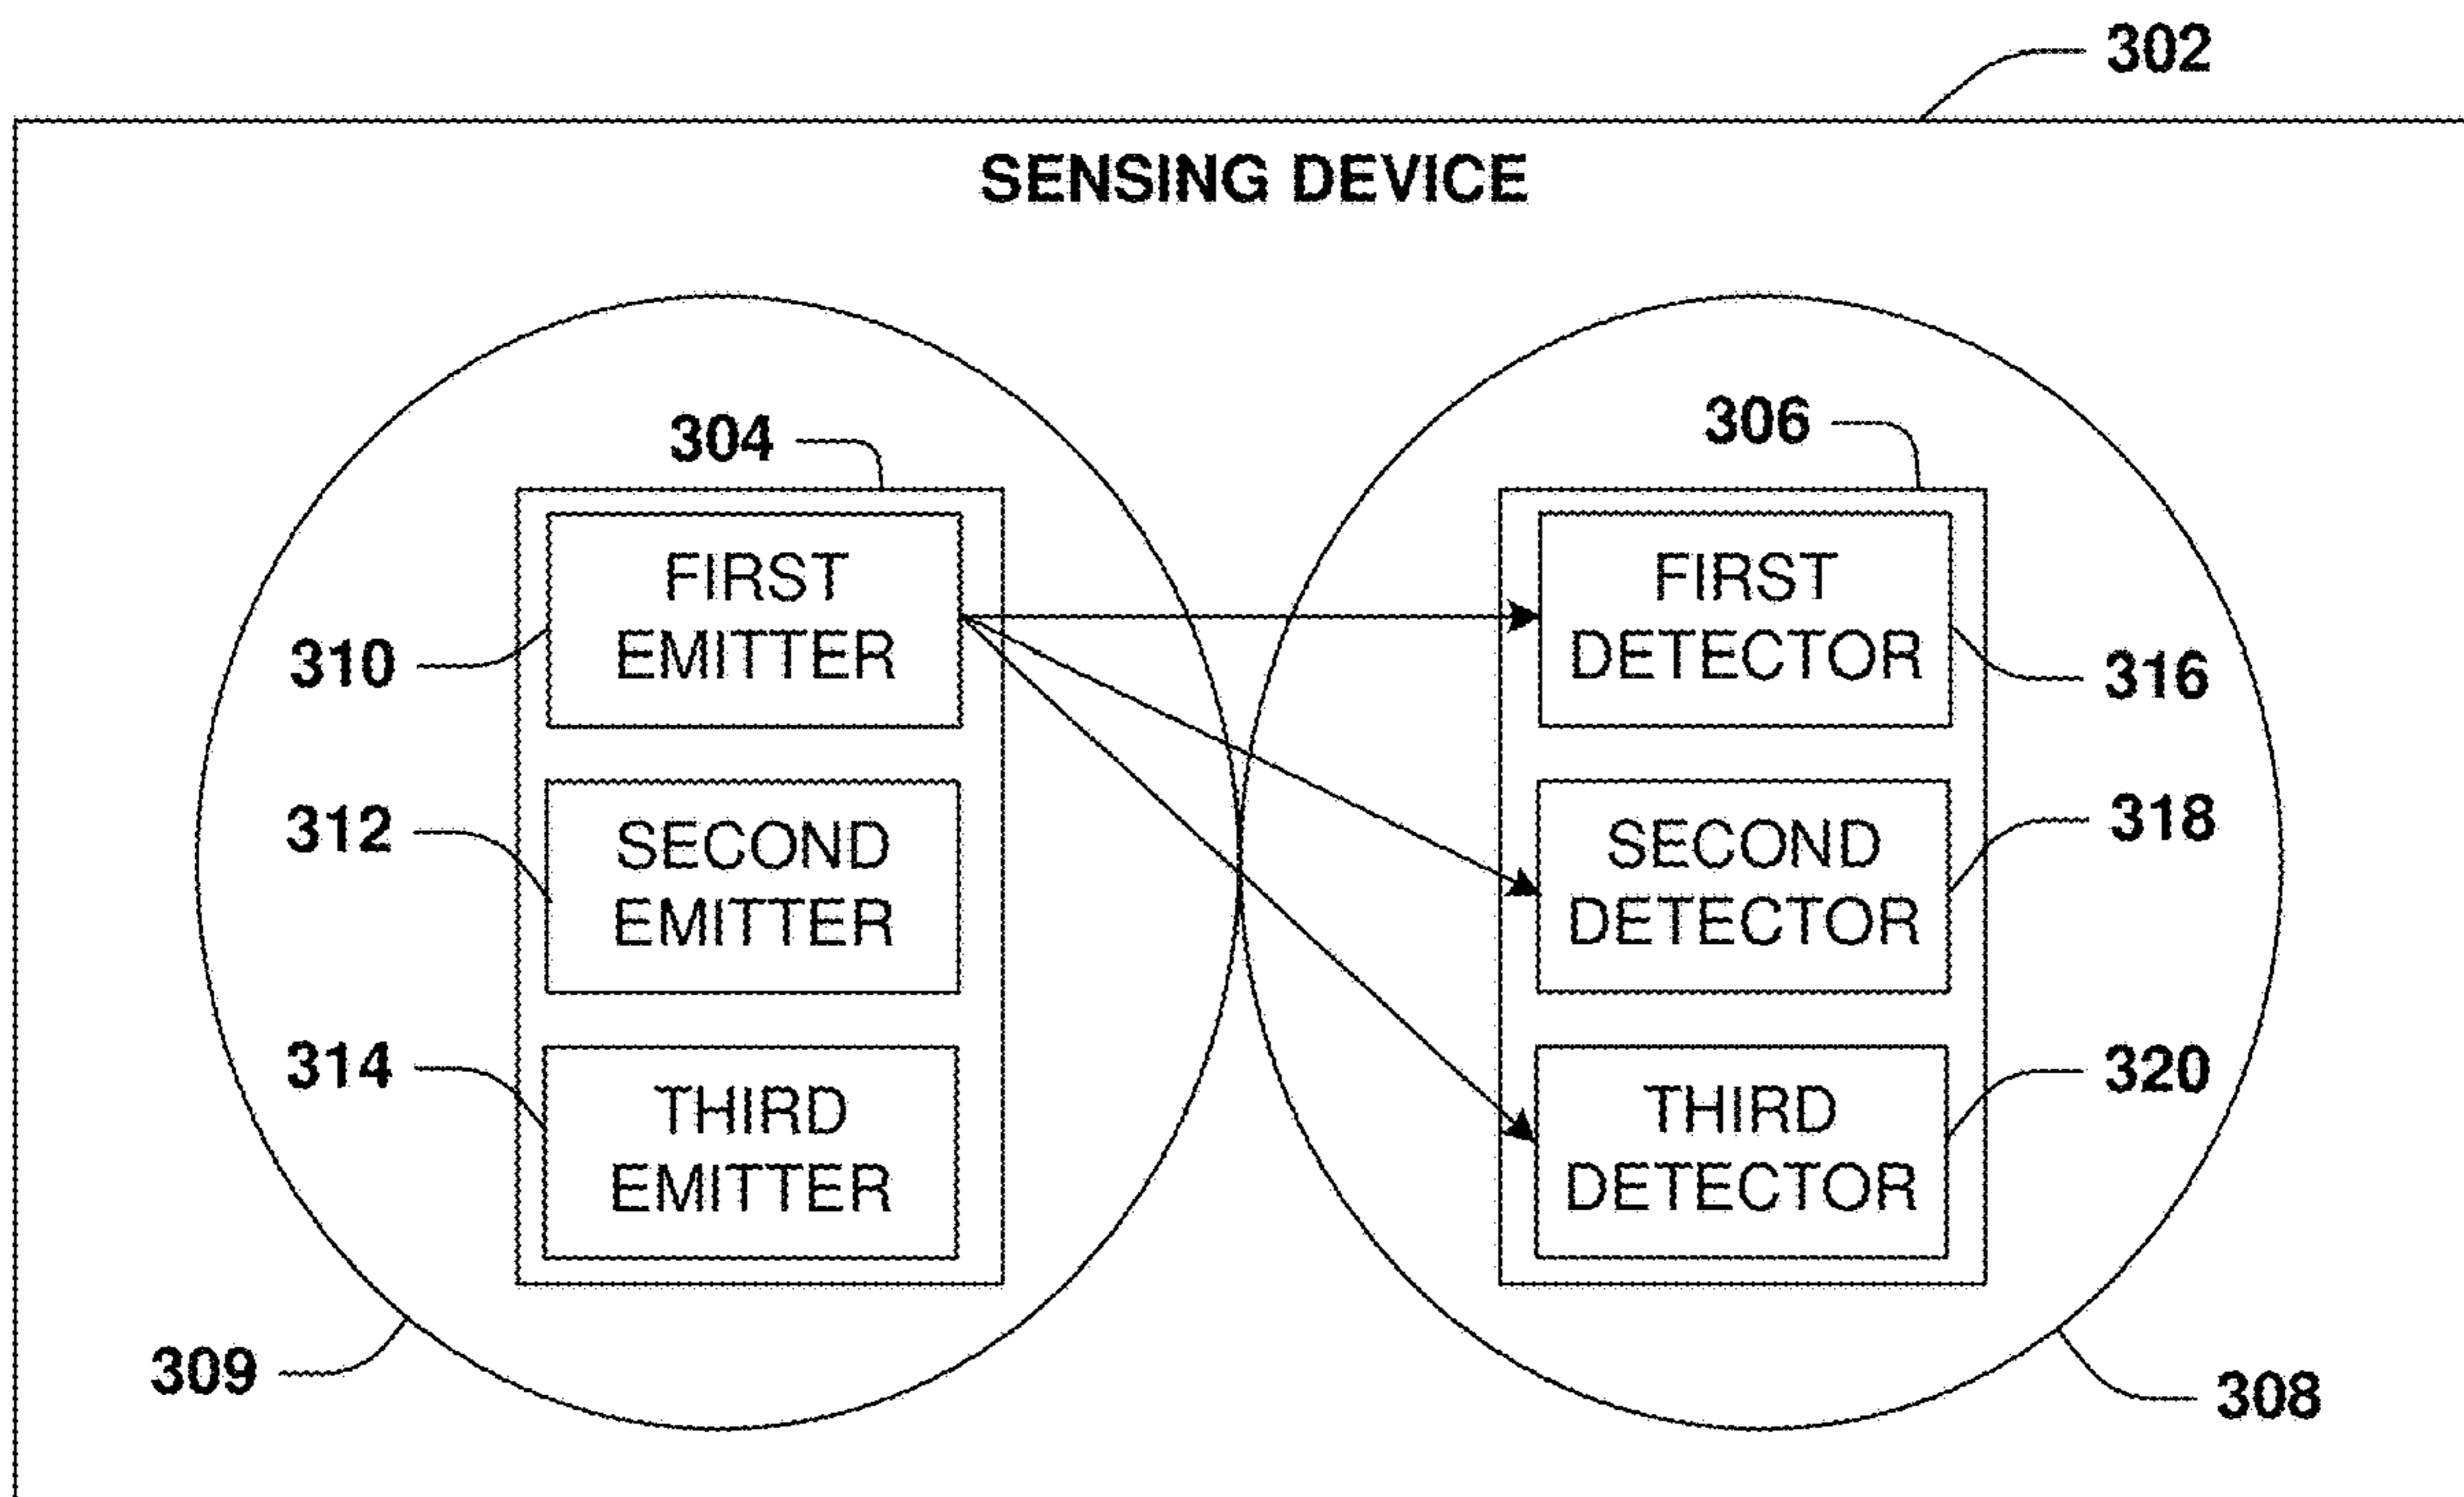 302
SENSING DEVICE
304
306
FIRST
EMITTER
FIRST
DETECTOR
310
316
312
SECOND
EMITTER
SECOND
DETECTOR
318
314
THIRD
EMITTER
THIRD
DETECTOR
320
309
308